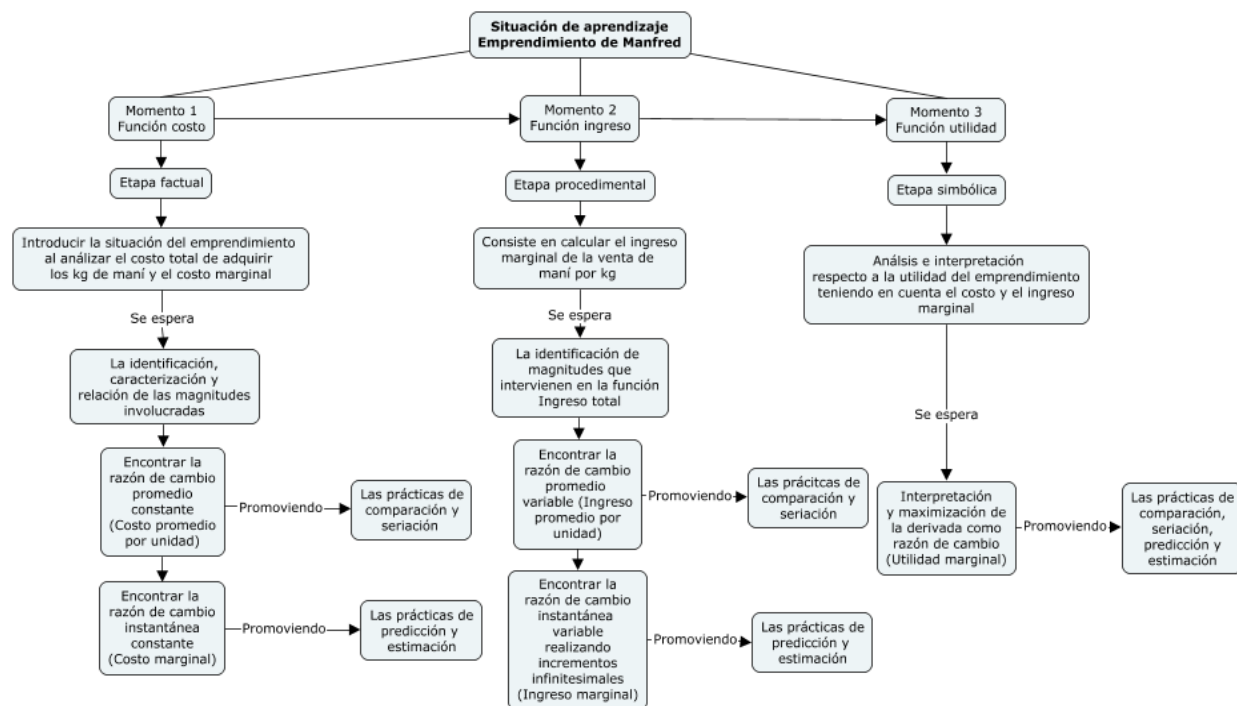 Situación de aprendizaje
Emprendimiento de Manfred
Momento 1
Función costo
Momento 2
Función ingreso
Momento 3
Función utilidad
Etapa factual
Etapa procedimental
Etapa simbólica
Introducir la situación del emprendimiento
al análizar el costo total de adquirir
los kg de maní y el costo marginal
Consiste en calcular el ingreso
marginal de la venta de
maní por kg
Análsis e interpretación
respecto a la utilidad del emprendimiento
teniendo en cuenta el costo y el ingreso
marginal
Se espera
Se espera
Se espera
La identificación,
caracterización y
relación de las magnitudes
involucradas
La identificación de
magnitudes que
intervienen en la función
Ingreso total
Encontrar la
razón de cambio
promedio
constante
(Costo promedio
por unidad)
Promoviendo
Las prácticas de
comparación y
seriación
Encontrar la
razón de cambio
promedio
variable (Ingreso
promedio por
unidad)
Promoviendo
Las prácitcas de
comparación y
seriación
Interpretación
y maximización de
la derivada como
razón de cambio
(Utilidad marginal)
Promoviendo
Las prácticas de
comparación,
seriación,
predicción y
estimación
Encontrar la
razón de cambio
instantánea
constante
(Costo marginal)
Promoviendo
Las prácticas de
predicción y
estimación
Encontrar la
razón de cambio
instantánea
variable
realizando
incrementos
infinitesimales
(Ingreso marginal)
Promoviendo
Las prácticas de
predicción y
estimación